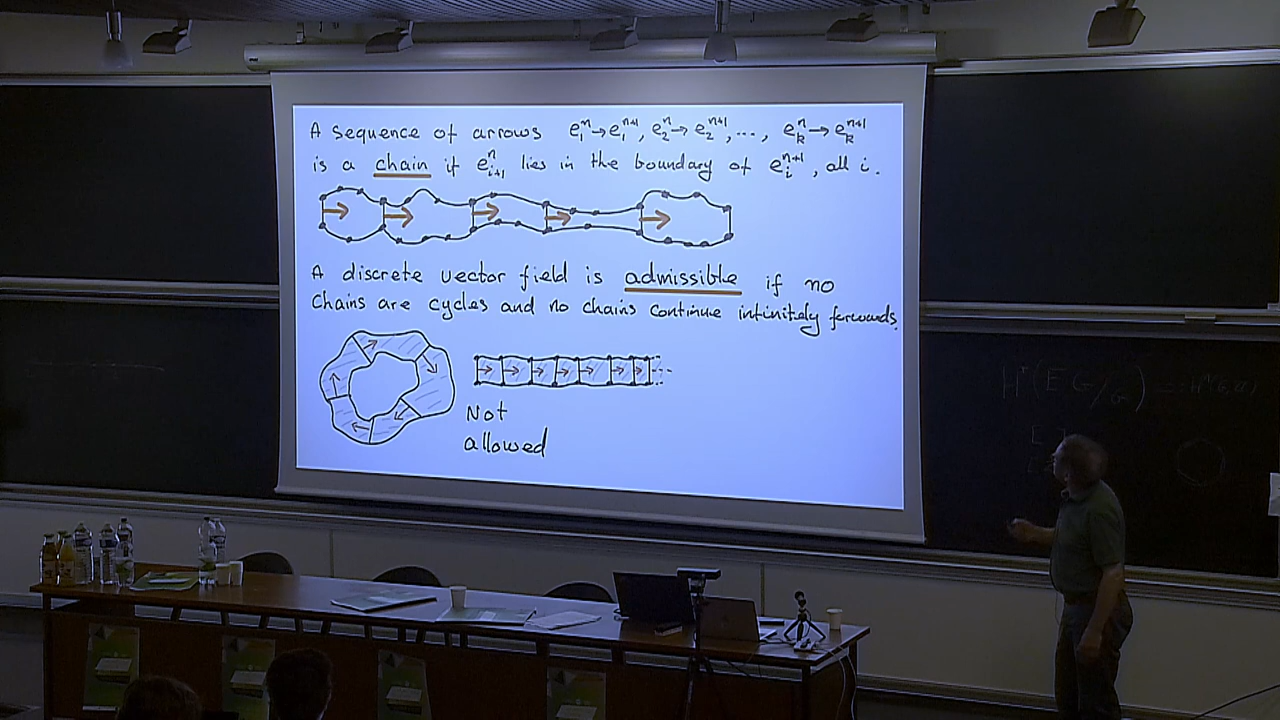 A sequence of arrows e₁ⁿ→e₁ⁿ⁺¹, e₂ⁿ→e₂ⁿ⁺¹, ..., eₖⁿ→eₖⁿ⁺¹
is a chain if eᵢ₊₁ⁿ lies in the boundary of eᵢⁿ⁺¹, all i.
A discrete vector field is admissible if no
chains are cycles and no chains continue infinitely forwards.
Not
allowed